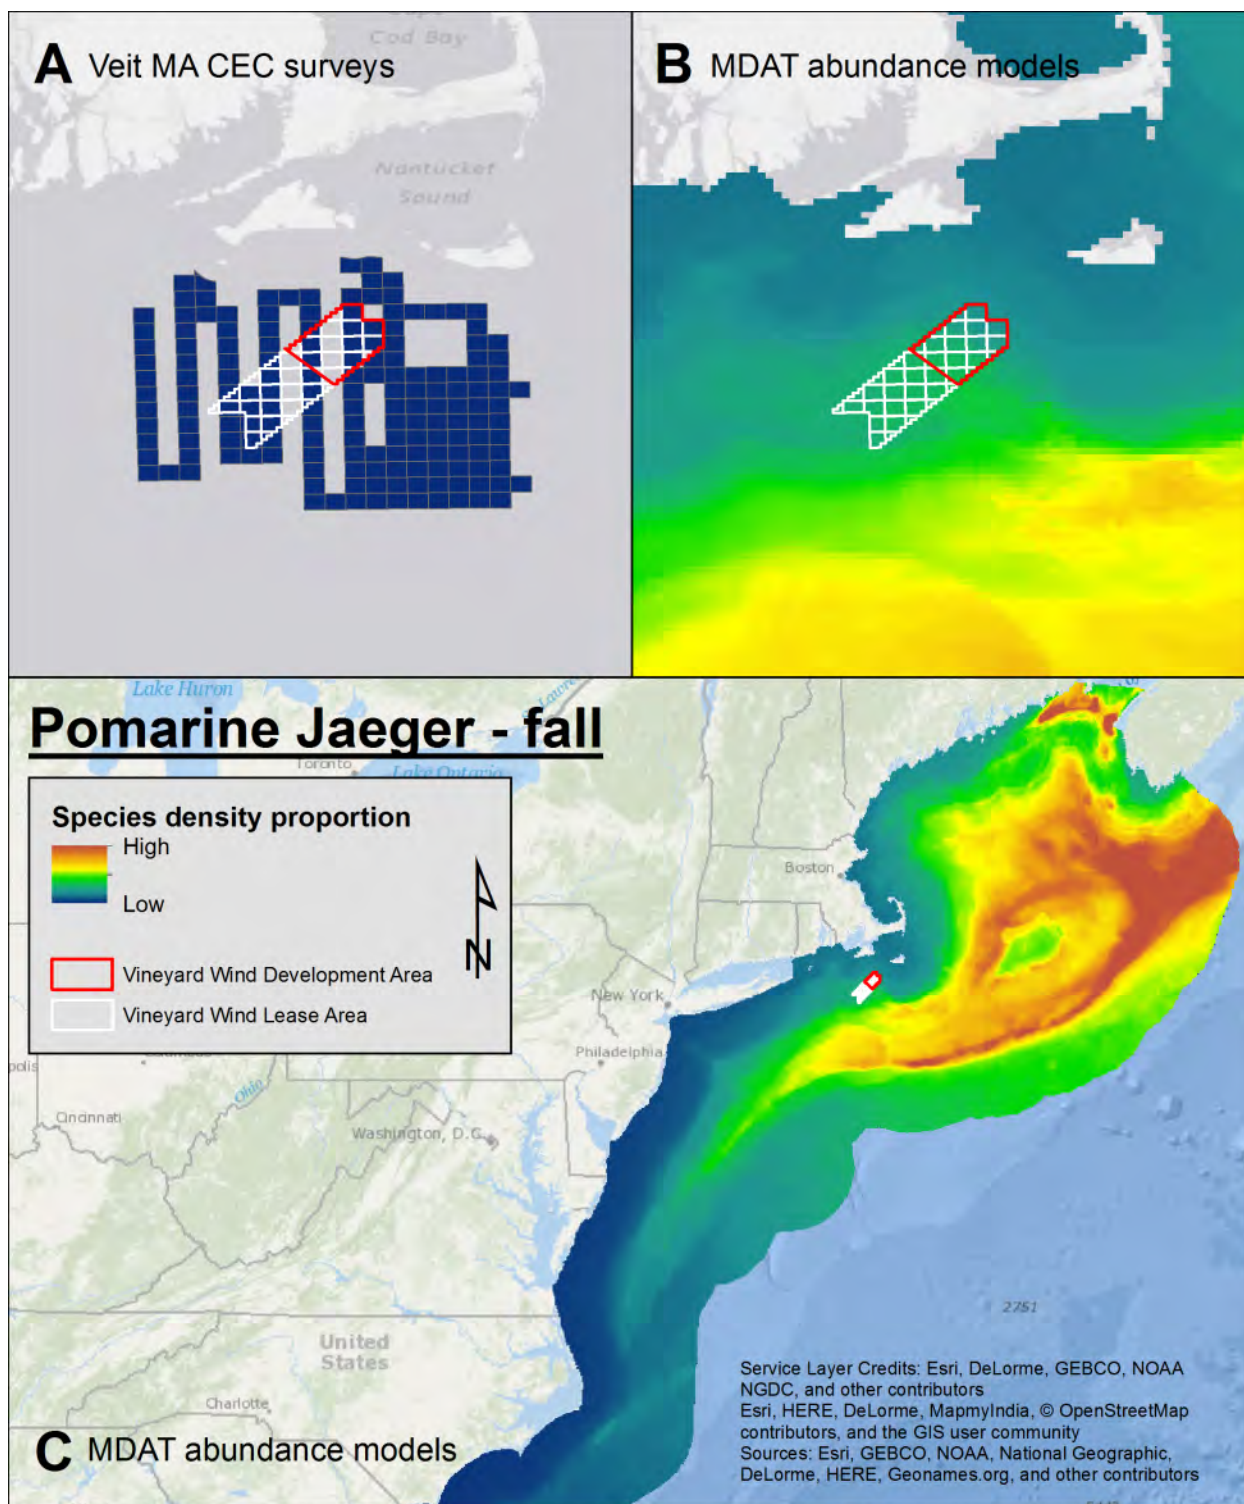 Cod Bay
A Veit MA CEC surveys
Nantucket
Sound
B MDAT abundance models
Lake Huron
Pomarine Jaeger - fall
Toronto
Lake Ontario
Species density proportion
High
Low
N
Vineyard Wind Development Area
Vineyard Wind Lease Area
Boston
New York
Philadelphia
Ohio
Cincinnati
Washington, D.C.
United
States
Charlotte
2751
C MDAT abundance models
Service Layer Credits: Esri, DeLorme, GEBCO, NOAA
NGDC, and other contributors
Esri, HERE, DeLorme, MapmyIndia, © OpenStreetMap
contributors, and the GIS user community
Sources: Esri, GEBCO, NOAA, National Geographic,
DeLorme, HERE, Geonames.org, and other contributors